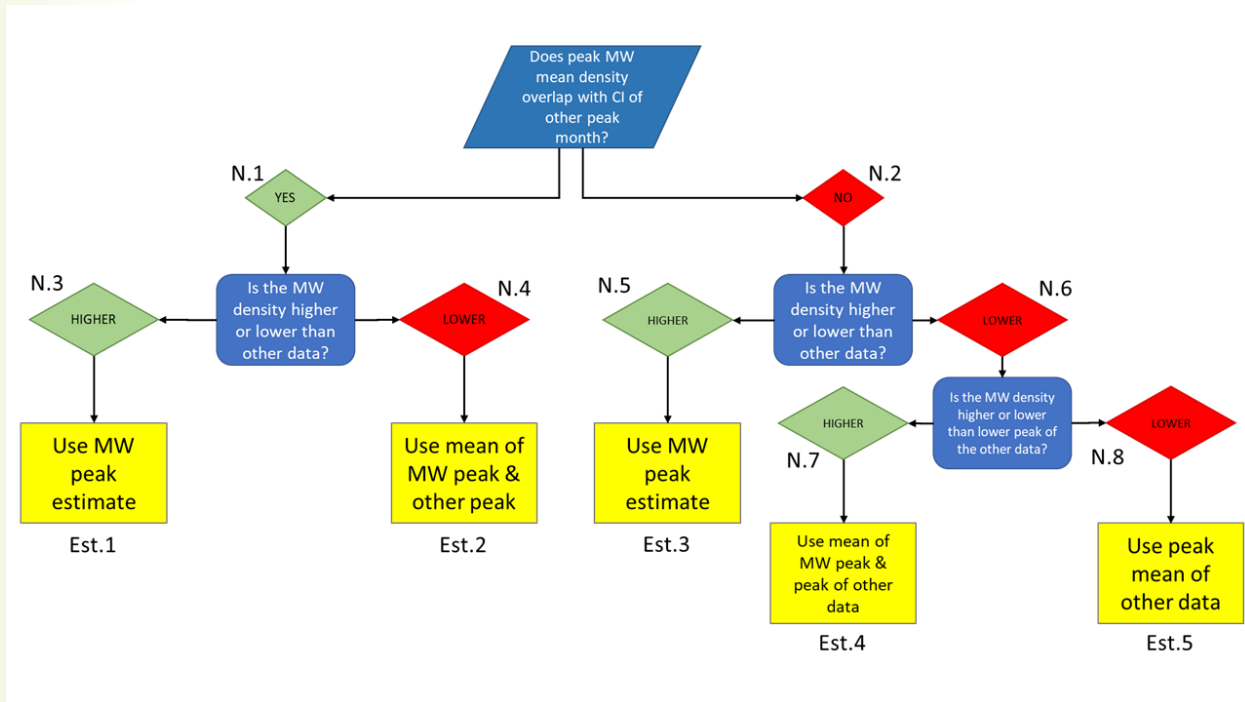 Does peak MW
mean density
overlap with CI of
other peak
month?
N.1
N.2
YES
NO
N.3
Is the MW
density higher
or lower than
other data?
N.4
HIGHER
LOWER
N.5
Is the MW
density higher
or lower than
other data?
N.6
HIGHER
LOWER
Is the MW density
higher or lower
than lower peak of
the other data?
HIGHER
LOWER
N.7
N.8
Use MW
peak
estimate
Est.1
Use mean of
MW peak &
other peak
Est.2
Use MW
peak
estimate
Est.3
Use mean of
MW peak &
peak of other
data
Est.4
Use peak
mean of
other data
Est.5